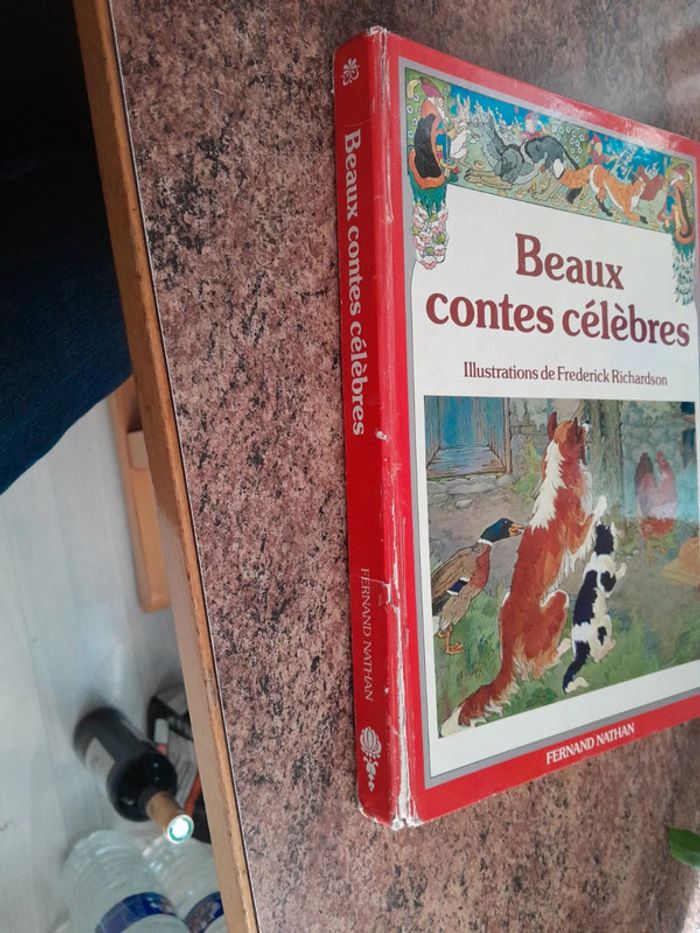 Beaux contes célèbres
FERNAND NATHAN
Beaux
contes célèbres
Illustrations de Frederick Richardson
FERNAND NATHAN